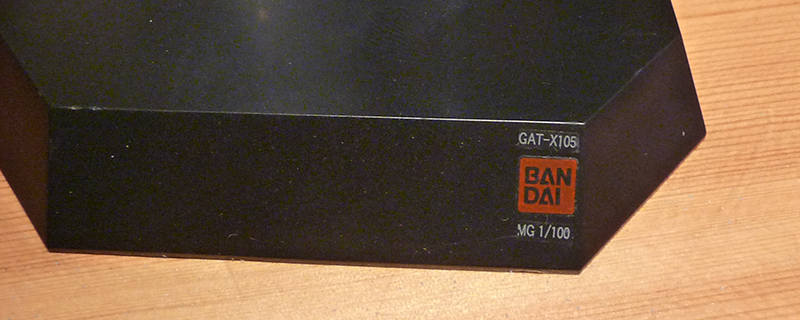 GAT-X105
BAN
DAI
MG 1/100